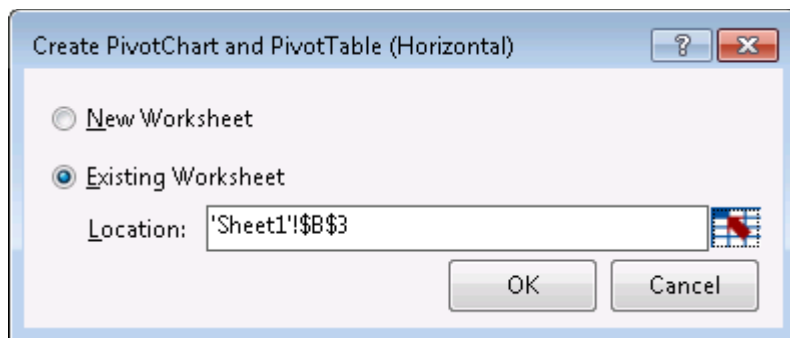 Create PivotChart and PivotTable (Horizontal)
New Worksheet
Existing Worksheet
Location: 'Sheet1'!$B$3
OK Cancel